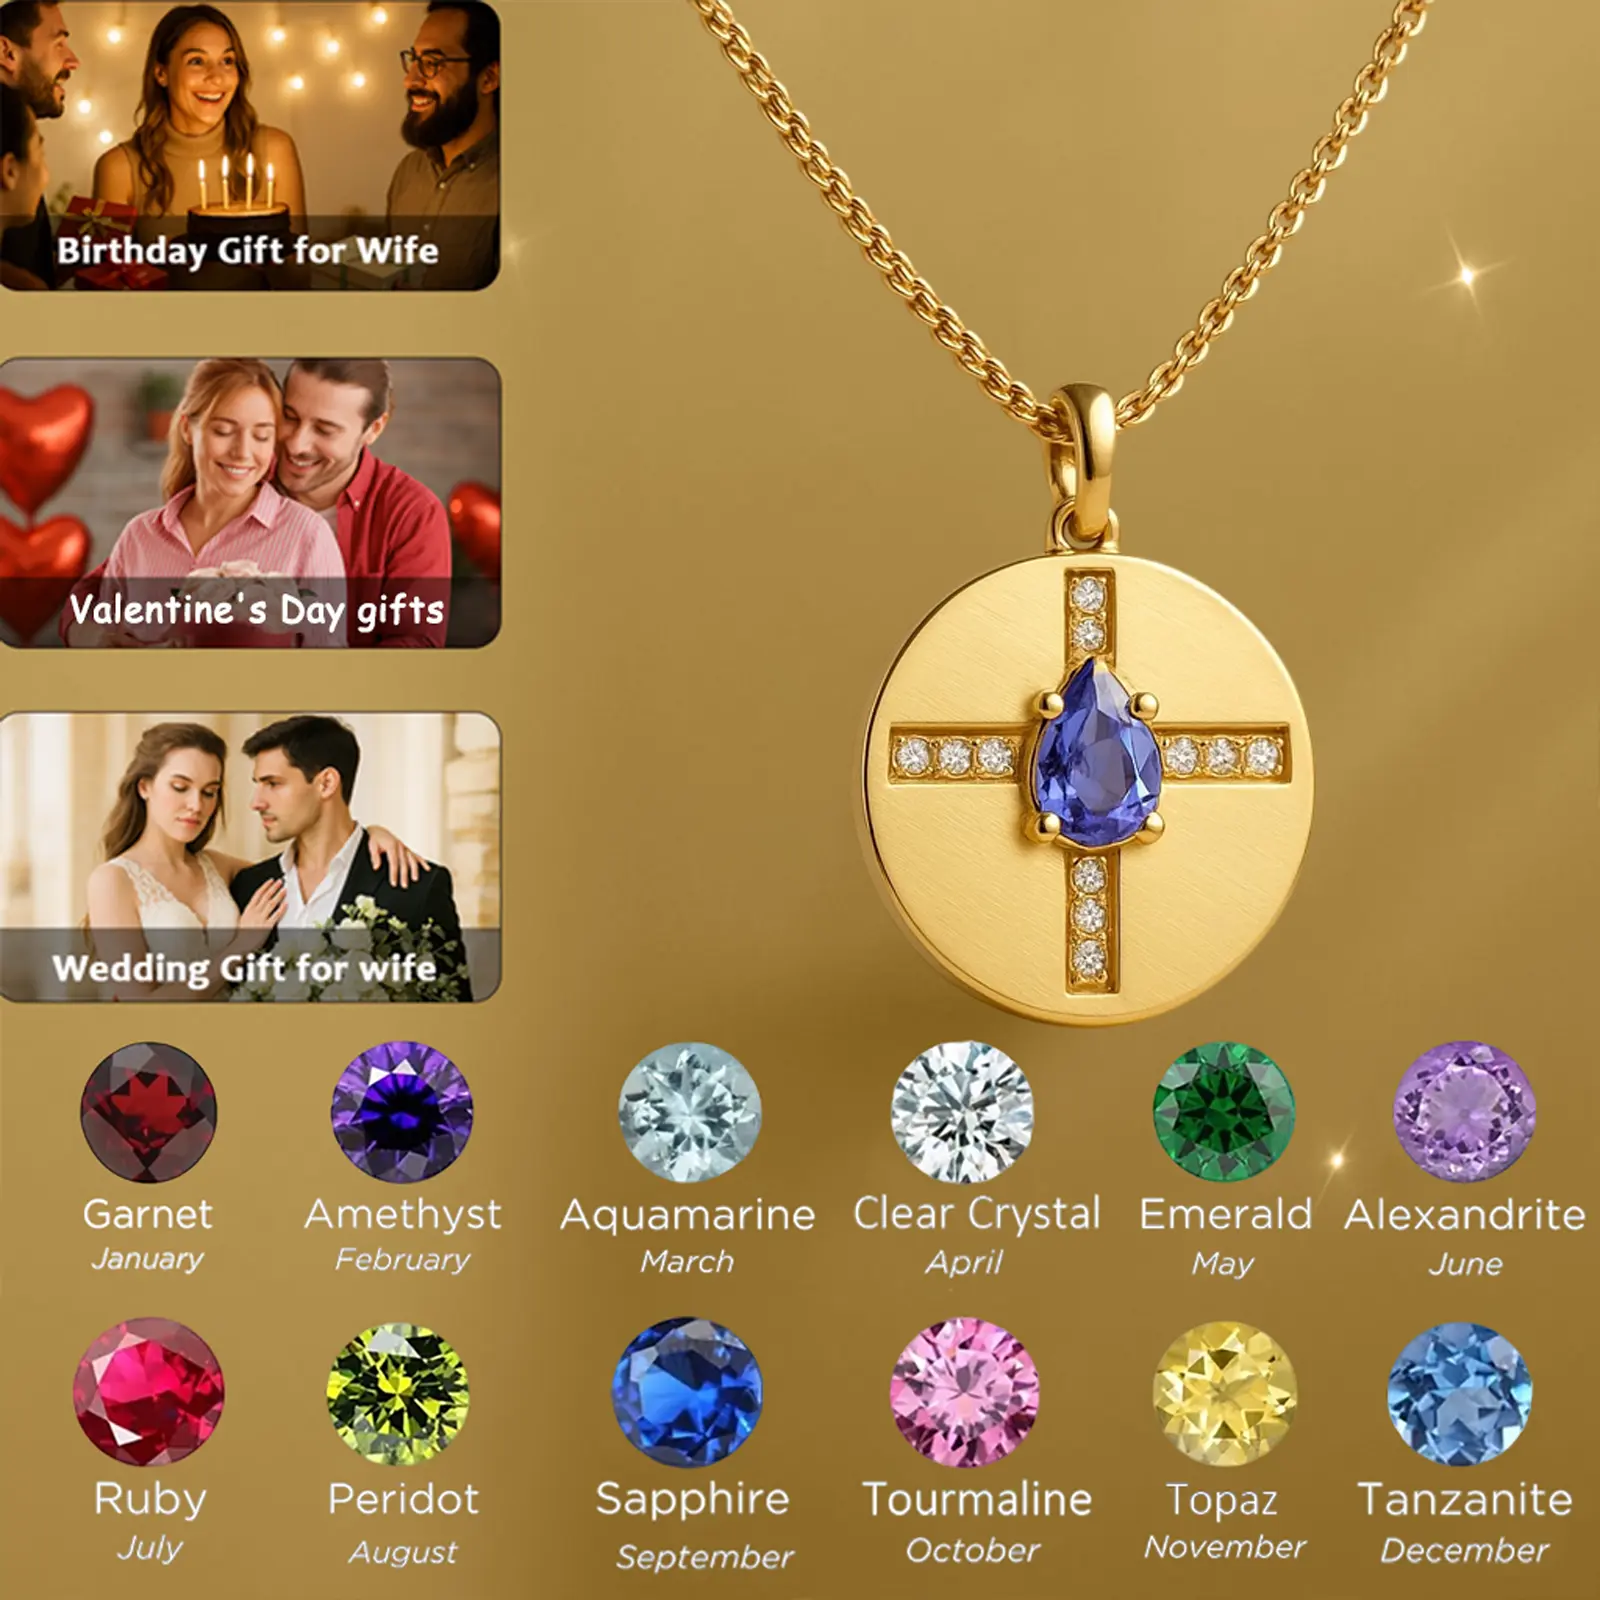 Birthday Gift for Wife
Valentine's Day gifts
Wedding Gift for wife
Garnet
January
Amethyst
February
Aquamarine
March
Clear Crystal
April
Emerald
May
Alexandrite
June
Ruby
July
Peridot
August
Sapphire
September
Tourmaline
October
Topaz
November
Tanzanite
December